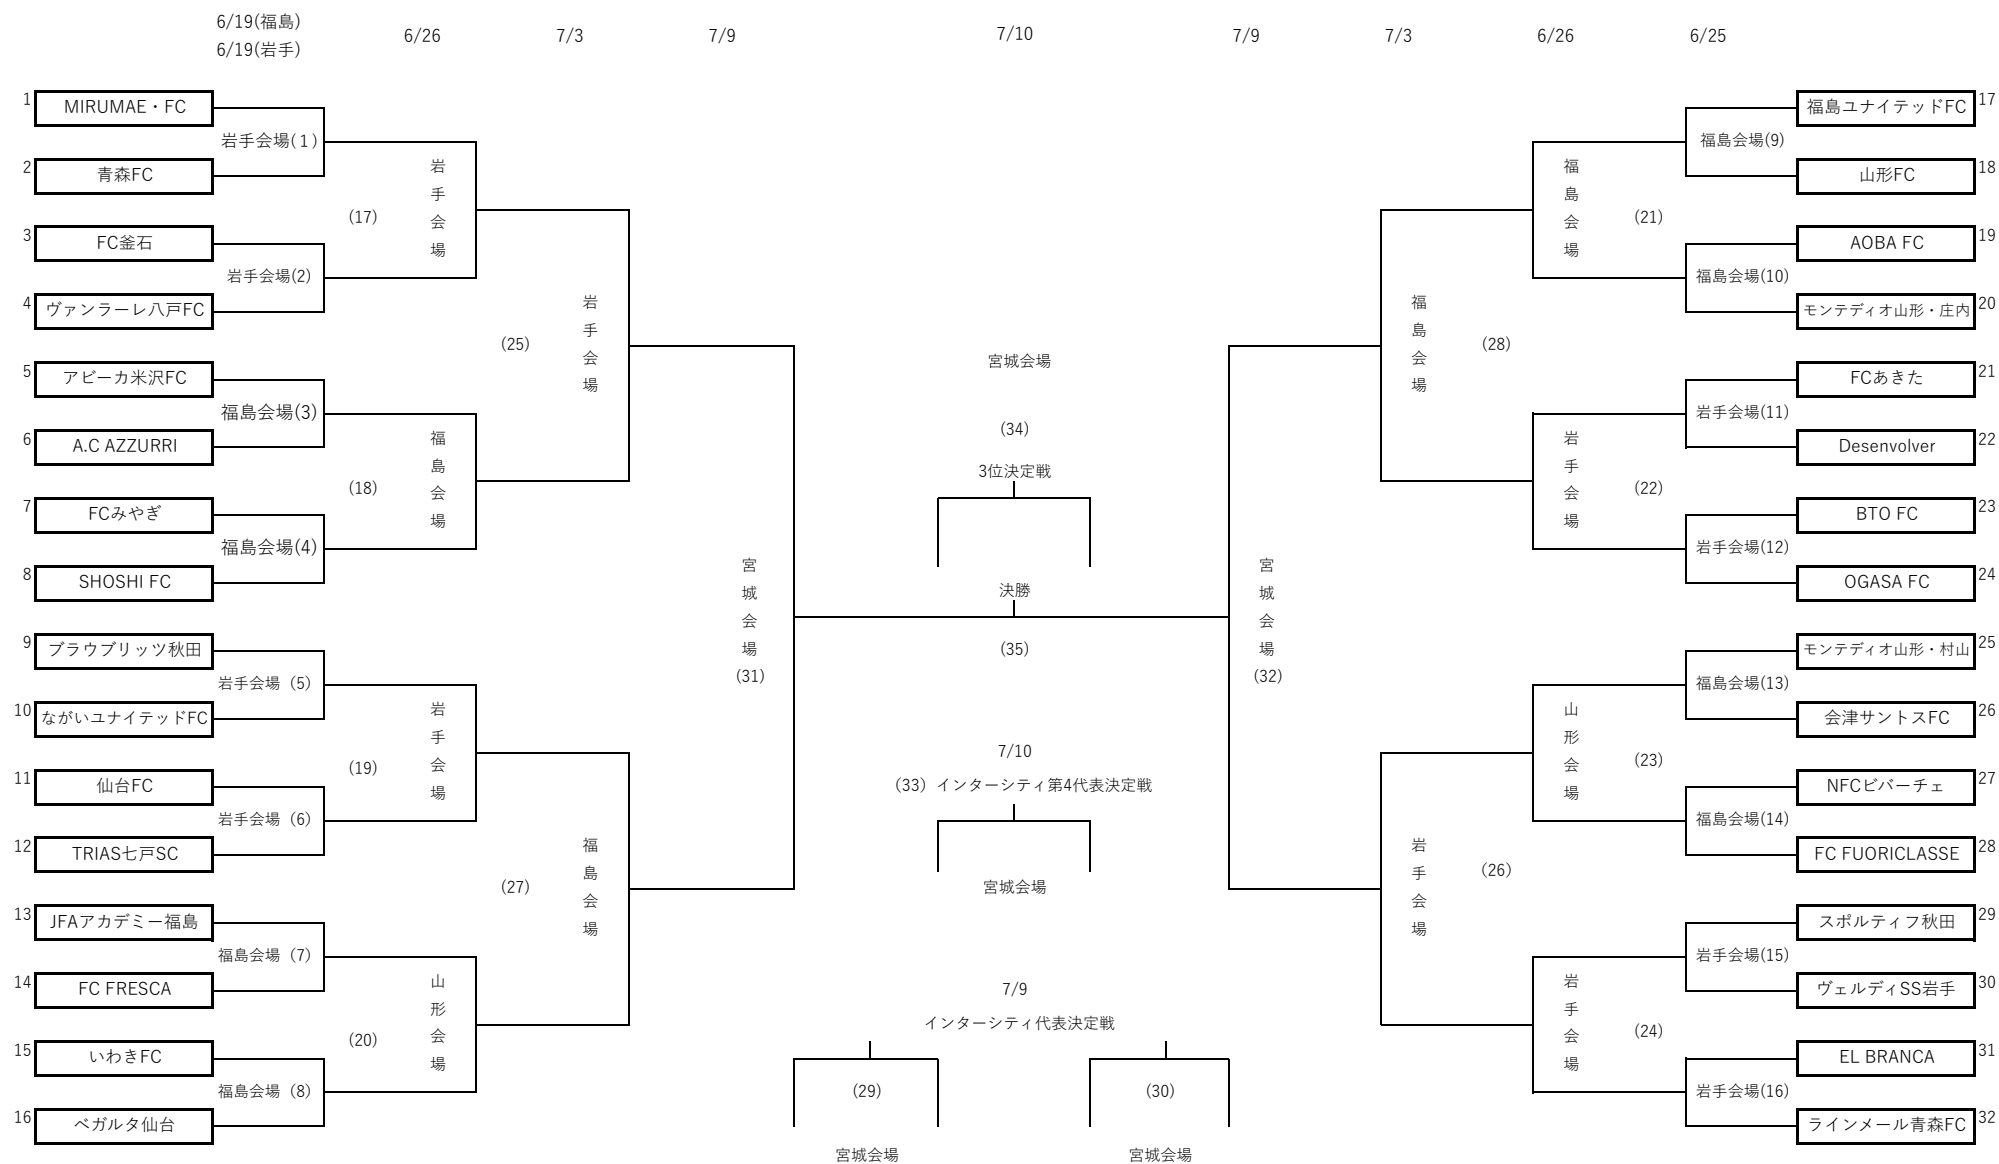 6/19(福島)
6/19(岩手)
6/26
7/3
7/9
7/10
7/9
7/3
6/26
6/25
1 MIRUMAE・FC
岩手会場(１)
2 青森FC
3 FC釜石
岩手会場(2)
4 ヴァンラーレ八戸FC
5 アビーカ米沢FC
福島会場(3)
6 A.C AZZURRI
7 FCみやぎ
福島会場(4)
8 SHOSHI FC
9 ブラウブリッツ秋田
岩手会場（5）
10 ながいユナイテッドFC
11 仙台FC
岩手会場（6）
12 TRIAS七戸SC
13 JFAアカデミー福島
福島会場（7）
14 FC FRESCA
15 いわきFC
福島会場（8）
16 ベガルタ仙台
(17)
岩手会場
(18)
福島会場
(19)
岩手会場
(20)
山形会場
(25)
岩手会場
(27)
福島会場
宮城会場
(31)
宮城会場
(34)
3位決定戦
決勝
(35)
7/10
（33）インターシティ第4代表決定戦
宮城会場
7/9
インターシティ代表決定戦
(29)
(30)
宮城会場
宮城会場
宮城会場
(32)
福島会場
(28)
岩手会場
(26)
福島会場
(21)
岩手会場
(22)
山形会場
(23)
岩手会場
(24)
福島ユナイテッドFC 17
福島会場(9)
山形FC 18
AOBA FC 19
福島会場(10)
モンテディオ山形・庄内 20
FCあきた 21
岩手会場(11)
Desenvolver 22
BTO FC 23
岩手会場(12)
OGASA FC 24
モンテディオ山形・村山 25
福島会場(13)
会津サントスFC 26
NFCビバーチェ 27
福島会場(14)
FC FUORICLASSE 28
スポルティフ秋田 29
岩手会場(15)
ヴェルディSS岩手 30
EL BRANCA 31
岩手会場(16)
ラインメール青森FC 32